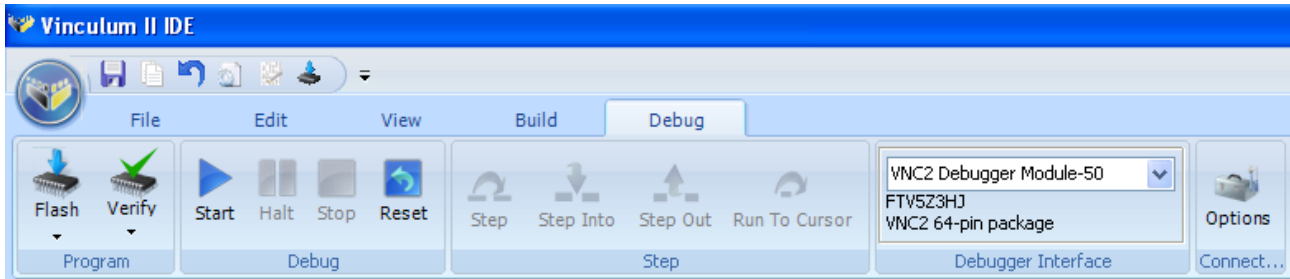 Vinculum II IDE
File Edit View Build Debug
Flash Verify Start Halt Stop Reset Step Step Into Step Out Run To Cursor
VNC2 Debugger Module-50
FTV5Z3HJ
VNC2 64-pin package
Options
Program Debug Step Debugger Interface Connect...